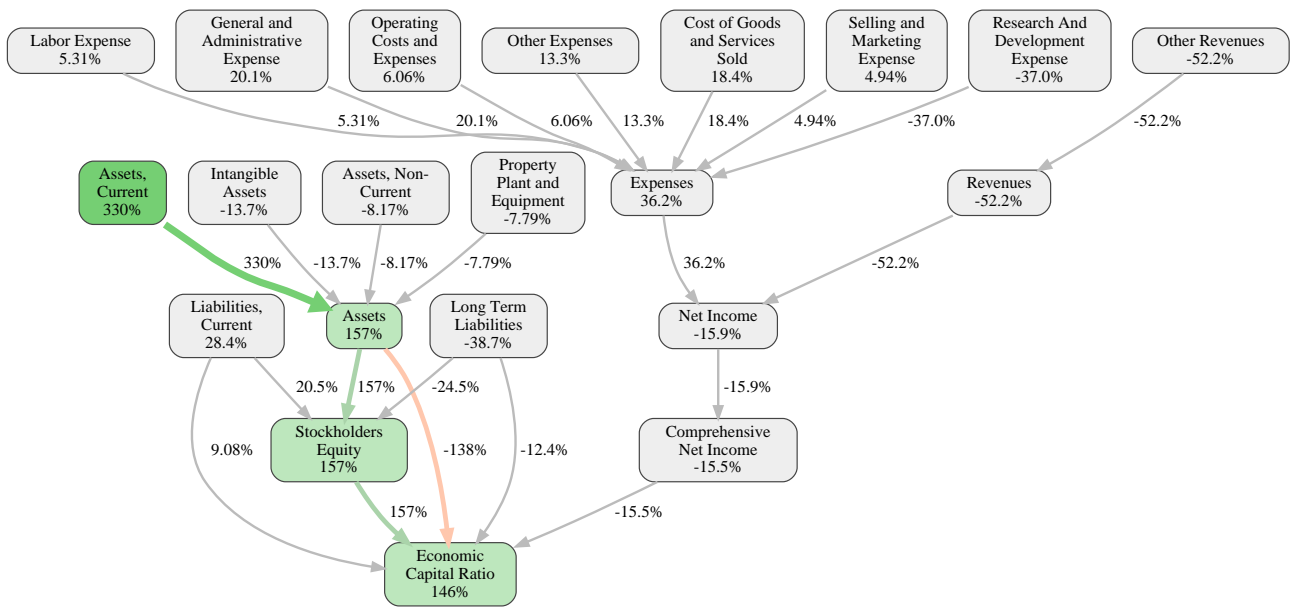 Labor Expense
5.31%
General and
Administrative
Expense
20.1%
Operating
Costs and
Expenses
6.06%
Other Expenses
13.3%
Cost of Goods
and Services
Sold
18.4%
Selling and
Marketing
Expense
4.94%
Research And
Development
Expense
-37.0%
Other Revenues
-52.2%
5.31%
20.1%
6.06%
13.3%
18.4%
4.94%
-37.0%
-52.2%
Assets,
Current
330%
Intangible
Assets
-13.7%
Assets, Non-
Current
-8.17%
Property
Plant and
Equipment
-7.79%
Expenses
36.2%
Revenues
-52.2%
330%
-13.7%
-8.17%
-7.79%
36.2%
-52.2%
Liabilities,
Current
28.4%
Assets
157%
Long Term
Liabilities
-38.7%
Net Income
-15.9%
20.5%
157%
-24.5%
-15.9%
Stockholders
Equity
157%
Comprehensive
Net Income
-15.5%
9.08%
-138%
-12.4%
157%
-15.5%
Economic
Capital Ratio
146%